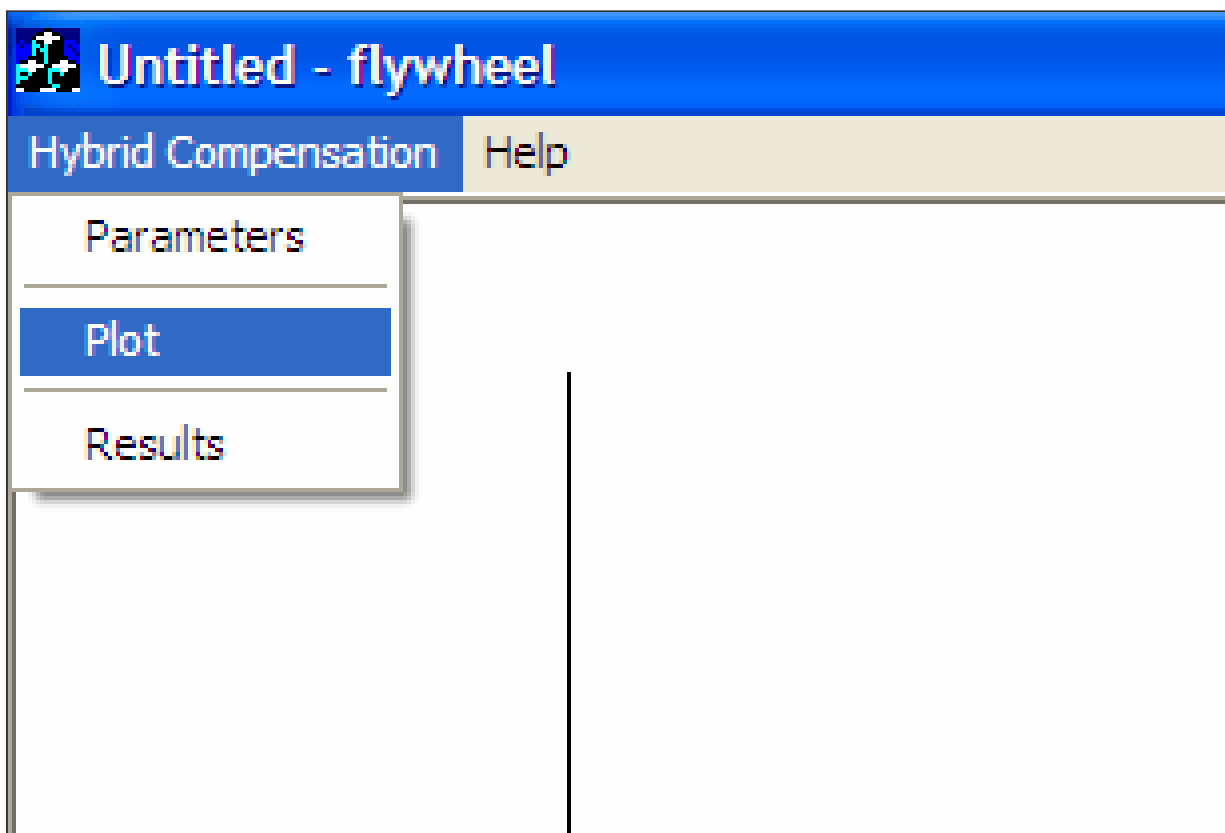 Untitled - flywheel
Hybrid Compensation Help
Parameters
Plot
Results